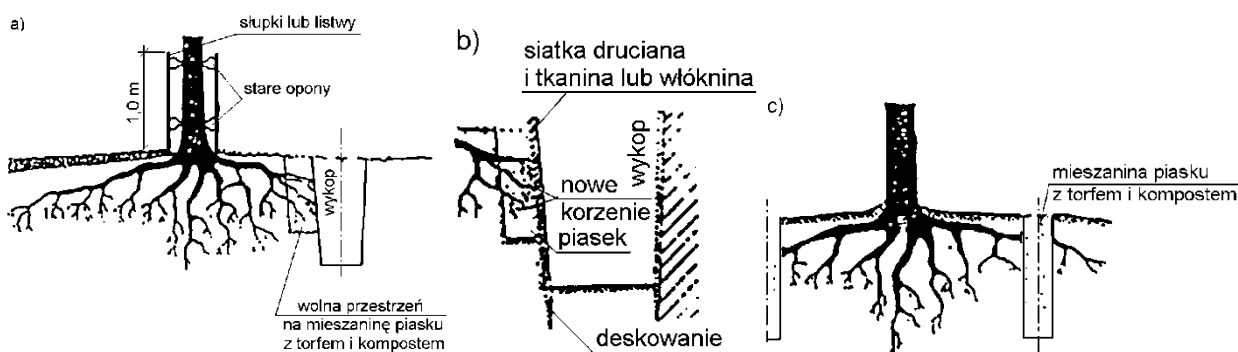 a)
słupki lub listwy
1,0 m
stare opony
wykop
wolna przestrzeń
na mieszaninę piasku
z torfem i kompostem
b)
siatka druciana
i tkanina lub włóknina
wykop
nowe
korzenie
piasek
deskowanie
c)
mieszanina piasku
z torfem i kompostem